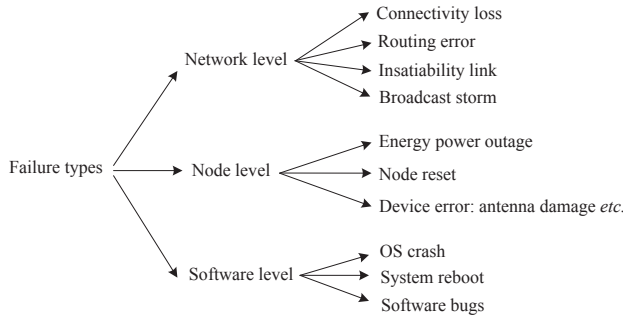 Connectivity loss
Routing error
Network level
Insatiability link
Broadcast storm
Energy power outage
Failure types
Node level
Node reset
Device error: antenna damage etc.
OS crash
Software level
System reboot
Software bugs